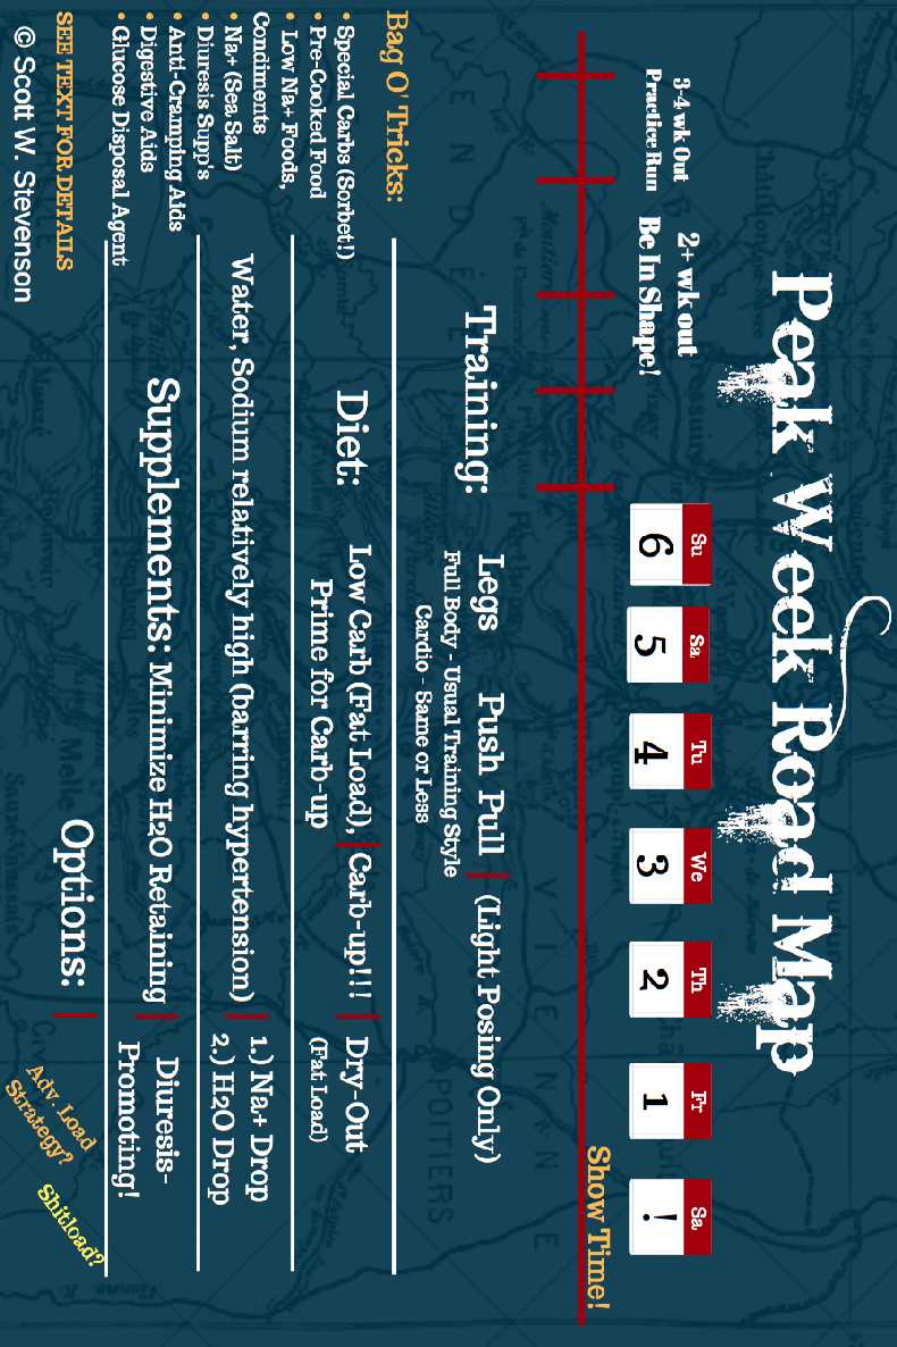 Peak Week Road Map
3-4 wk Out
Practice Run
2+ wk out
Be In Shape!
Su
6
Sa
5
Tu
4
We
3
Th
2
Fr
1
Sa
!
Show Time!
Training:
Legs Push Pull (Light Posing Only)
Full Body - Usual Training Style
Cardio - Same or Less
Diet:
Low Carb (Fat Load), Carb-up!!!
Prime for Carb-up
Dry-Out
(Fat Load)
Water, Sodium relatively high (barring hypertension)
1.) Na+ Drop
2.) H2O Drop
Supplements: Minimize H2O Retaining
Diuresis-
Promoting!
Options:
Adv. Load
Strategy?
Shitload?
Bag O' Tricks:
• Special Carbs (Sorbet!)
• Pre-Cooked Food
• Low Na+ Foods,
Condiments
• Na+ (Sea Salt)
• Diuresis Supp's
• Anti-Cramping Aids
• Digestive Aids
• Glucose Disposal Agent
SEE TEXT FOR DETAILS
© Scott W. Stevenson
VENDÉE
VIENNE
POITIERS